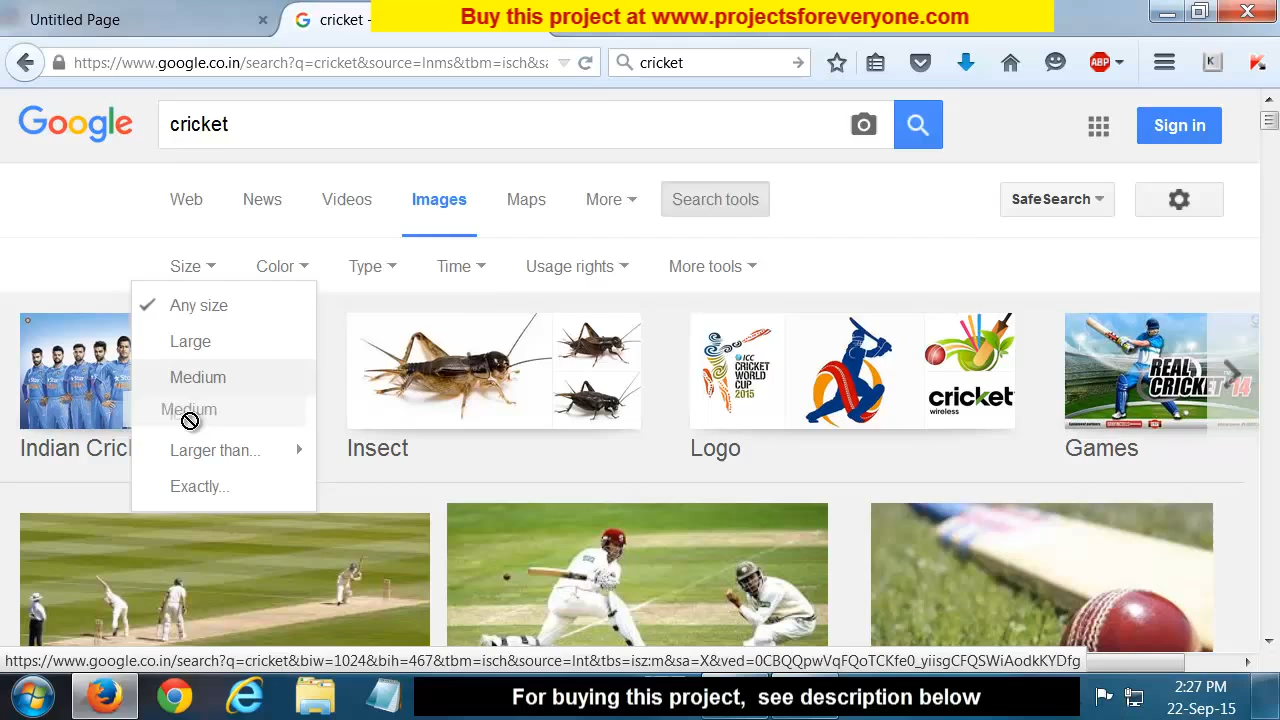 Untitled Page
cricket -
Buy this project at www.projectsforeveryone.com
https://www.google.co.in/search?q=cricket&source=lnms&tbm=isch&s
cricket
ABP
K
Google
cricket
Sign in
Web
News
Videos
Images
Maps
More
Search tools
SafeSearch
Size
Color
Type
Time
Usage rights
More tools
Any size
Large
Medium
Medium
Larger than...
Exactly...
ICC
CRICKET
WORLD
CUP
2015
cricket
wireless
REAL
CRICKET '14
Indian Cric
Insect
Logo
Games
https://www.google.co.in/search?q=cricket&biw=1024&bih=467&tbm=isch&source=lnt&tbs=isz:m&sa=X&ved=0CBQQpwVqFQoTCKfe0_yiisgCFQSWiAodkKYDfg
For buying this project, see description below
2:27 PM
22-Sep-15